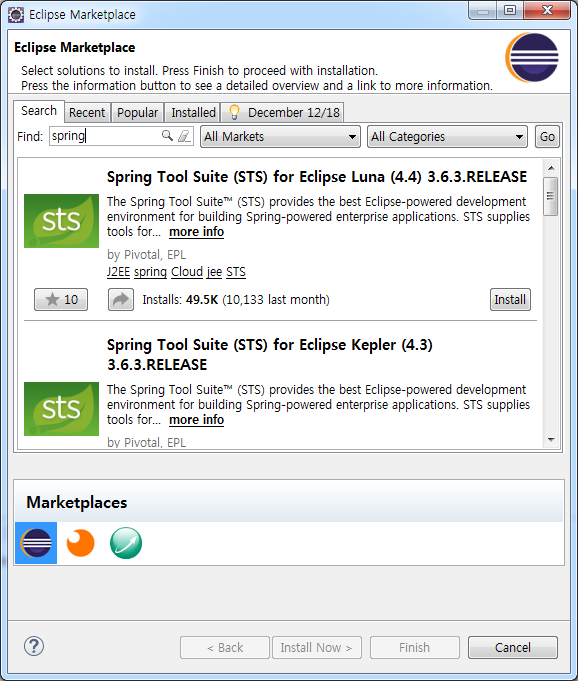 Eclipse Marketplace
Eclipse Marketplace
Select solutions to install. Press Finish to proceed with installation.
Press the information button to see a detailed overview and a link to more information.
Search Recent Popular Installed December 12/18
Find: spring All Markets All Categories Go
Spring Tool Suite (STS) for Eclipse Luna (4.4) 3.6.3.RELEASE
sts
The Spring Tool Suite™ (STS) provides the best Eclipse-powered development
environment for building Spring-powered enterprise applications. STS supplies
tools for... more info
by Pivotal, EPL
J2EE spring Cloud jee STS
10 Installs: 49.5K (10,133 last month) Install
Spring Tool Suite (STS) for Eclipse Kepler (4.3)
3.6.3.RELEASE
sts
The Spring Tool Suite™ (STS) provides the best Eclipse-powered development
environment for building Spring-powered enterprise applications. STS supplies
tools for... more info
by Pivotal, EPL
Marketplaces
? < Back Install Now > Finish Cancel